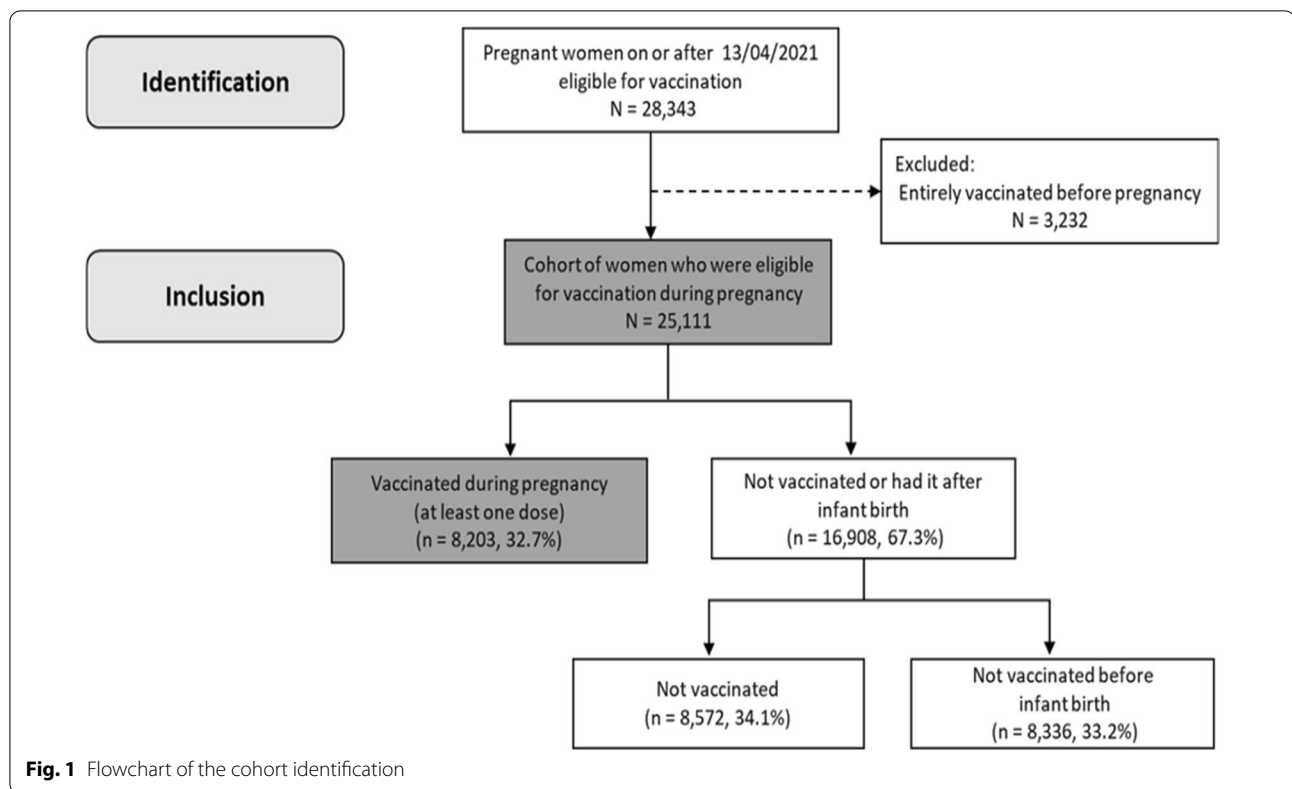 Identification
Pregnant women on or after 13/04/2021
eligible for vaccination
N = 28,343
Excluded:
Entirely vaccinated before pregnancy
N = 3,232
Inclusion
Cohort of women who were eligible
for vaccination during pregnancy
N = 25,111
Vaccinated during pregnancy
(at least one dose)
(n = 8,203, 32.7%)
Not vaccinated or had it after
infant birth
(n = 16,908, 67.3%)
Not vaccinated
(n = 8,572, 34.1%)
Not vaccinated before
infant birth
(n = 8,336, 33.2%)
Fig. 1 Flowchart of the cohort identification